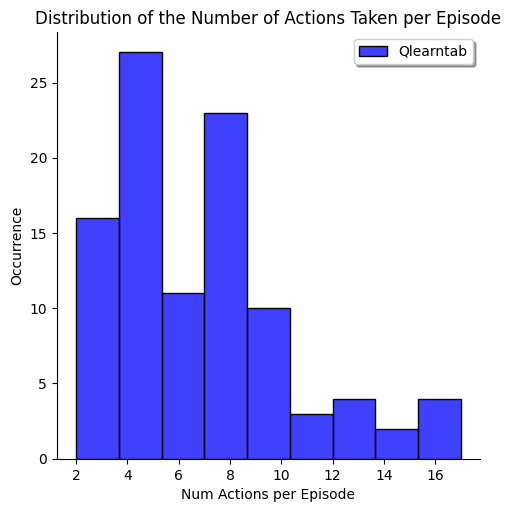 Distribution of the Number of Actions Taken per Episode
Qlearntab
25
20
15
10
5
0
Occurrence
2 4 6 8 10 12 14 16
Num Actions per Episode